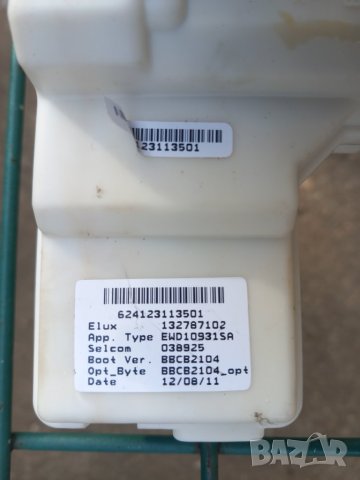 123113501
624123113501
Elux 132787102
App. Type EWD10931SA
Selcom 038925
Boot Ver. BBCB2104
Opt_Byte BBCB2104_opt
Date 12/08/11
BAZAR
bg